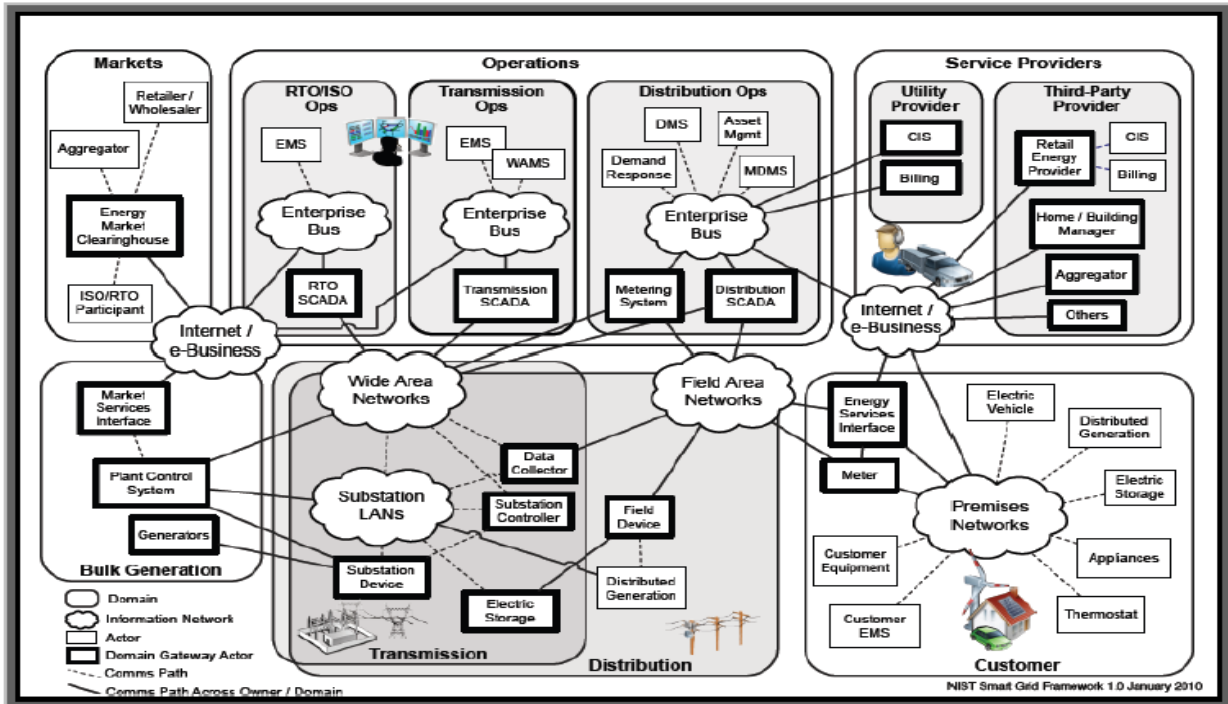 Markets
Retailer /
Wholesaler
Aggregator
Energy
Market
Clearinghouse
ISO/RTO
Participant
Operations
RTO/ISO
Ops
EMS
Enterprise
Bus
RTO
SCADA
Transmission
Ops
EMS
WAMS
Enterprise
Bus
Transmission
SCADA
Distribution Ops
DMS
Asset
Mgmt
Demand
Response
MDMS
Enterprise
Bus
Metering
System
Distribution
SCADA
Service Providers
Utility
Provider
CIS
Billing
Third-Party
Provider
Retail
Energy
Provider
CIS
Billing
Home / Building
Manager
Aggregator
Others
Internet /
e-Business
Internet /
e-Business
Market
Services
Interface
Plant Control
System
Generators
Bulk Generation
Wide Area
Networks
Field Area
Networks
Data
Collector
Substation
LANs
Substation
Controller
Field
Device
Substation
Device
Electric
Storage
Distributed
Generation
Transmission
Distribution
Energy
Services
Interface
Meter
Electric
Vehicle
Distributed
Generation
Electric
Storage
Premises
Networks
Appliances
Customer
Equipment
Customer
EMS
Thermostat
Customer
Domain
Information Network
Actor
Domain Gateway Actor
Comms Path
Comms Path Across Owner / Domain
NIST Smart Grid Framework 1.0 January 2010